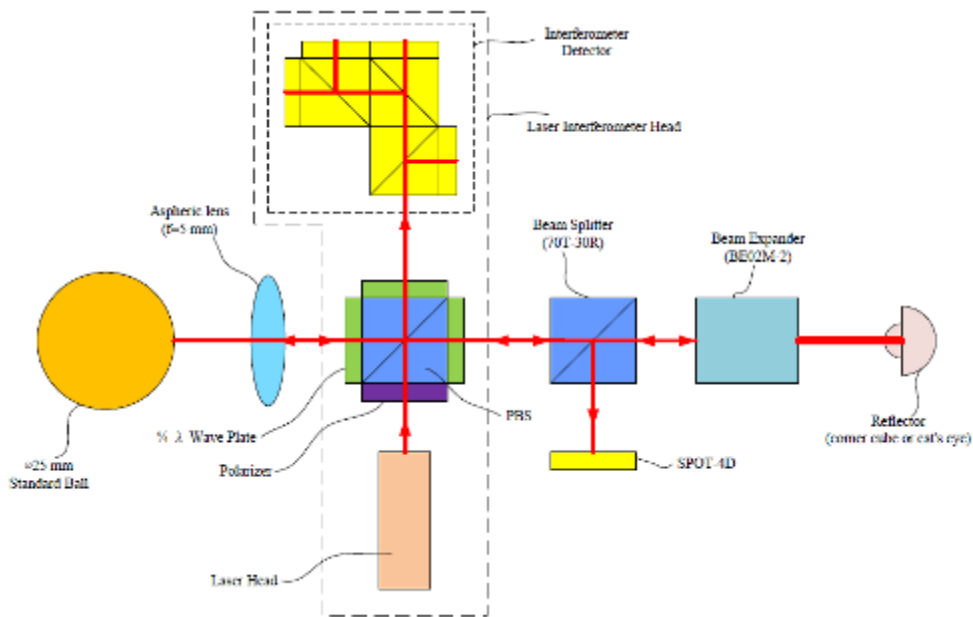 Interferometer
Detector
Laser Interferometer Head
Aspheric lens
(f=5 mm)
Beam Splitter
(70T-30R)
Beam Expander
(BE02M-2)
PBS
¼ λ Wave Plate
Polarizer
Reflector
(corner cube or cat's eye)
25 mm
Standard Ball
SPOT-4D
Laser Head